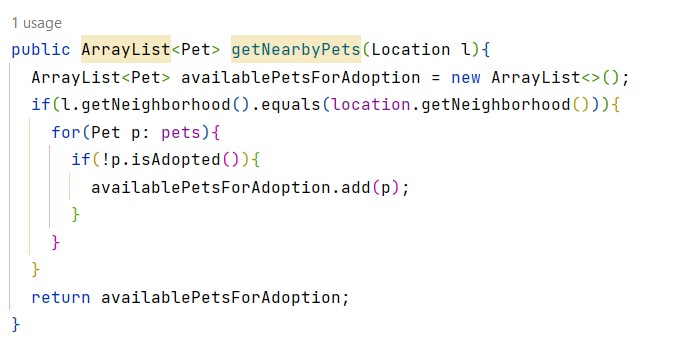 1 usage
public ArrayList<Pet> getNearbyPets(Location l){
ArrayList<Pet> availablePetsForAdoption = new ArrayList<>();
if(l.getNeighborhood().equals(location.getNeighborhood())){
for(Pet p: pets){
if(!p.isAdopted()){
availablePetsForAdoption.add(p);
}
}
}
return availablePetsForAdoption;
}